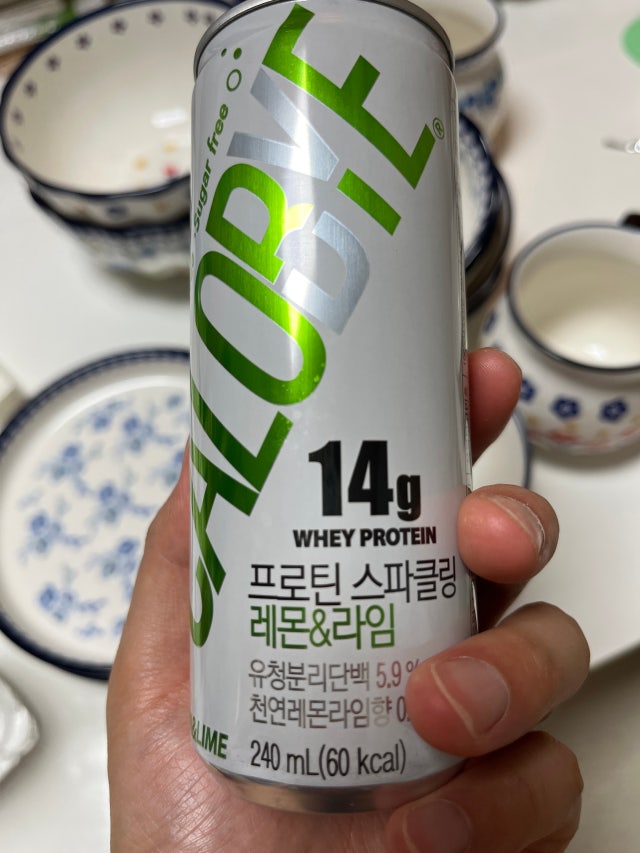 Sugar free
CALOBYE
D!
14g
WHEY PROTEIN
프로틴 스파클링
레몬&라임
유청분리단백 5.9 %
천연레몬라임향 0.
&LIME
240 mL(60 kcal)